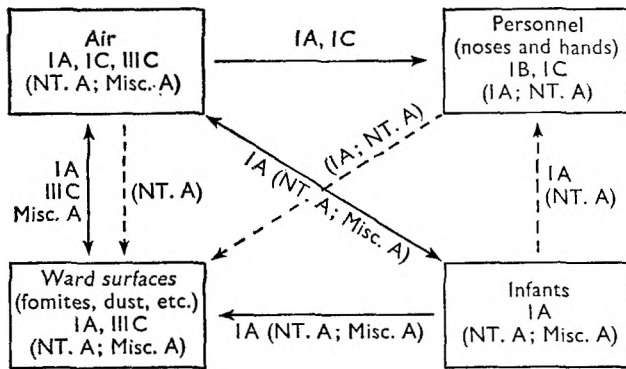 Air
IA, IC, IIIC
(NT. A; Misc. A)
IA, IC
Personnel
(noses and hands)
IB, IC
(IA; NT. A)
IA
IIIC
Misc. A
(NT. A)
(IA; NT. A)
IA (NT. A; Misc. A)
IA
(NT. A)
Ward surfaces
(fomites, dust, etc.)
IA, IIIC
(NT. A; Misc. A)
IA (NT. A; Misc. A)
Infants
IA
(NT. A; Misc. A)